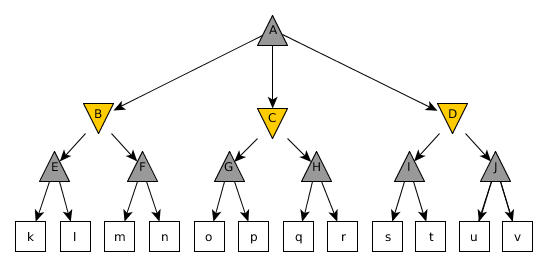 A
B C D
E F G H I J
k l m n o p q r s t u v